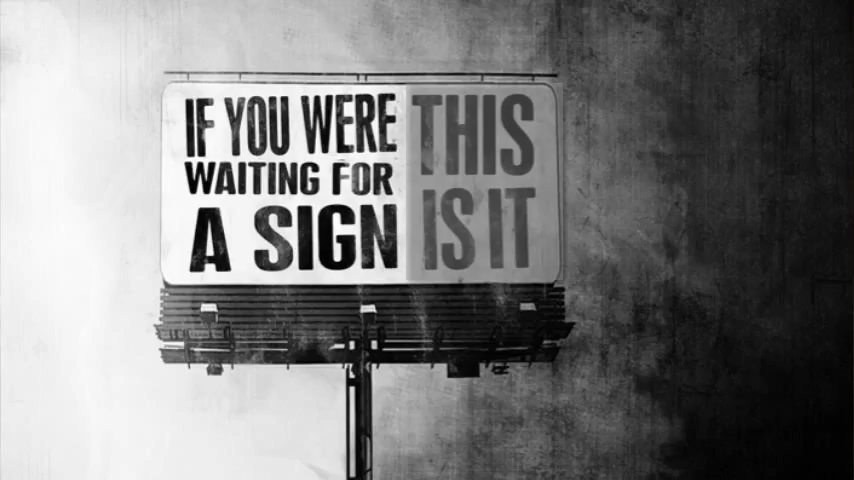 IF YOU WERE
WAITING FOR
A SIGN
THIS
IS IT